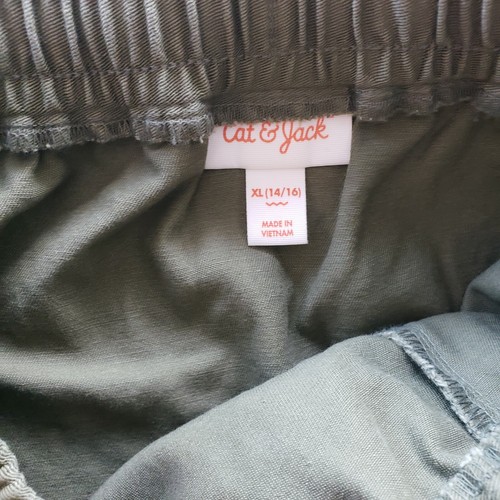 Cat & Jack
XL (14/16)
MADE IN
VIETNAM